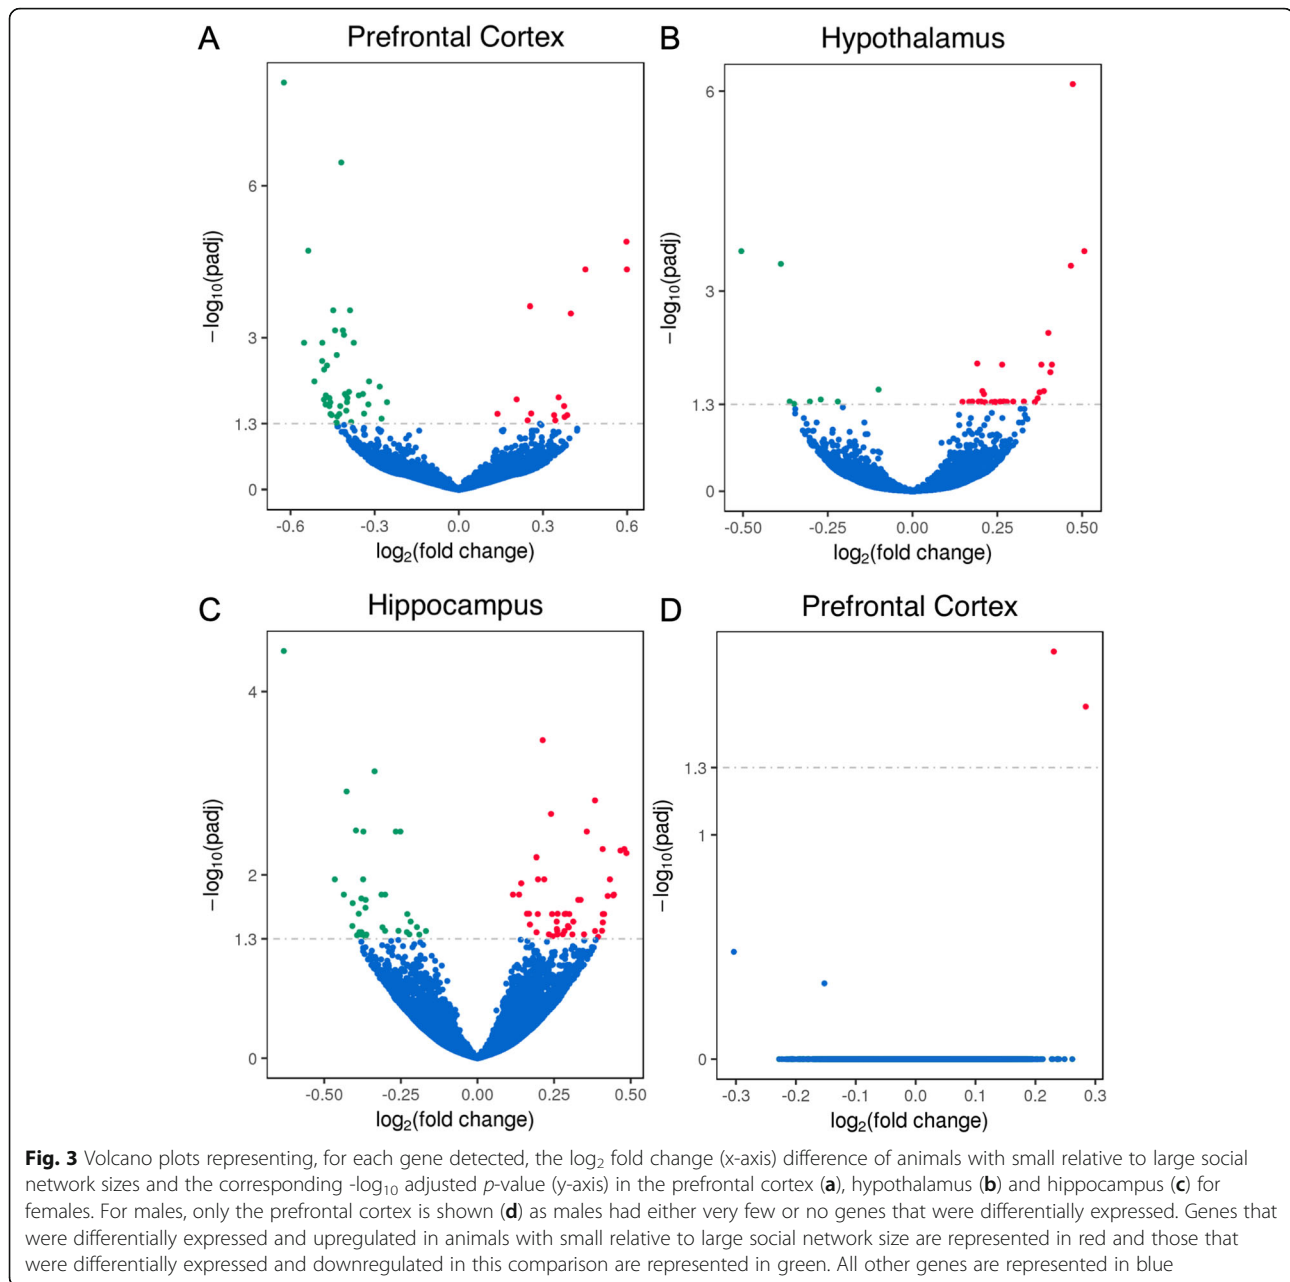 A Prefrontal Cortex
−log10(padj)
6
3
1.3
0
-0.6 -0.3 0.0 0.3 0.6
log2(fold change)
B Hypothalamus
−log10(padj)
6
3
1.3
0
-0.50 -0.25 0.00 0.25 0.50
log2(fold change)
C Hippocampus
−log10(padj)
4
2
1.3
0
-0.50 -0.25 0.00 0.25 0.50
log2(fold change)
D Prefrontal Cortex
−log10(padj)
1.3
1
0
-0.3 -0.2 -0.1 0.0 0.1 0.2 0.3
log2(fold change)
Fig. 3 Volcano plots representing, for each gene detected, the log2 fold change (x-axis) difference of animals with small relative to large social
network sizes and the corresponding -log10 adjusted p-value (y-axis) in the prefrontal cortex (a), hypothalamus (b) and hippocampus (c) for
females. For males, only the prefrontal cortex is shown (d) as males had either very few or no genes that were differentially expressed. Genes that
were differentially expressed and upregulated in animals with small relative to large social network size are represented in red and those that
were differentially expressed and downregulated in this comparison are represented in green. All other genes are represented in blue